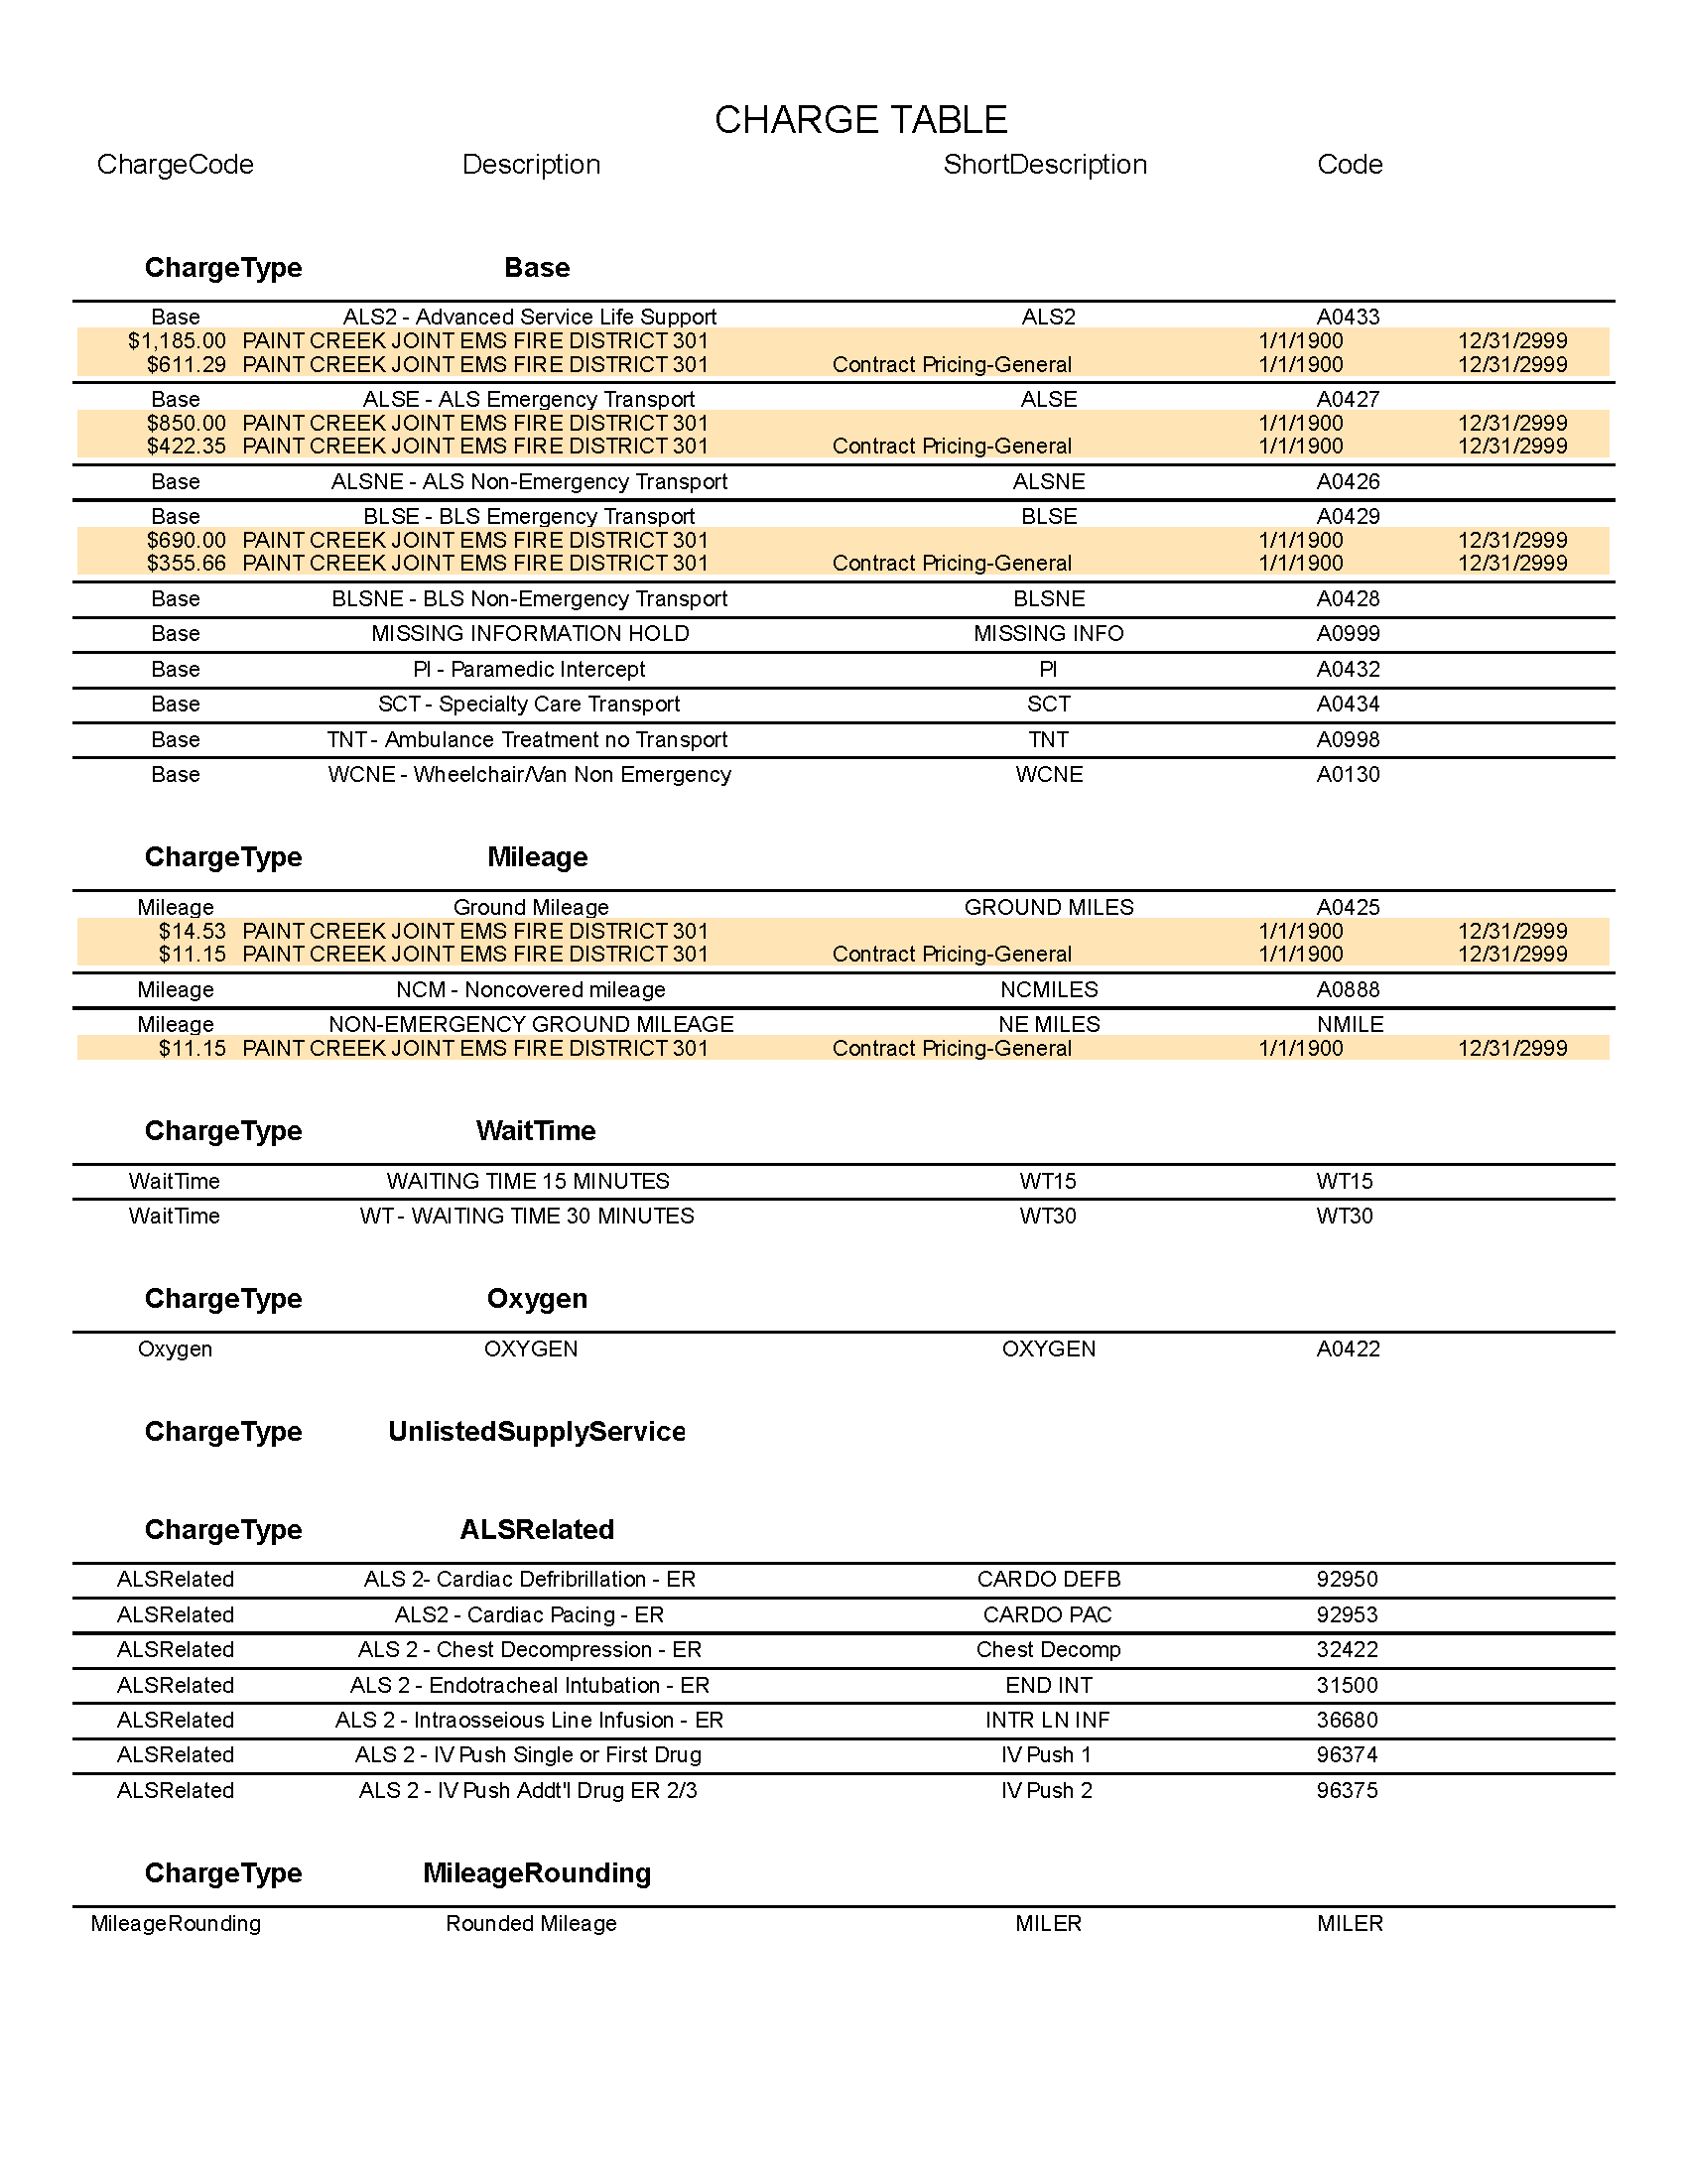 CHARGE TABLE
ChargeCode Description ShortDescription Code
ChargeType Base
Base ALS2 - Advanced Service Life Support ALS2 A0433
$1,185.00 PAINT CREEK JOINT EMS FIRE DISTRICT 301 1/1/1900 12/31/2999
$611.29 PAINT CREEK JOINT EMS FIRE DISTRICT 301 Contract Pricing-General 1/1/1900 12/31/2999
Base ALSE - ALS Emergency Transport ALSE A0427
$850.00 PAINT CREEK JOINT EMS FIRE DISTRICT 301 1/1/1900 12/31/2999
$422.35 PAINT CREEK JOINT EMS FIRE DISTRICT 301 Contract Pricing-General 1/1/1900 12/31/2999
Base ALSNE - ALS Non-Emergency Transport ALSNE A0426
Base BLSE - BLS Emergency Transport BLSE A0429
$690.00 PAINT CREEK JOINT EMS FIRE DISTRICT 301 1/1/1900 12/31/2999
$355.66 PAINT CREEK JOINT EMS FIRE DISTRICT 301 Contract Pricing-General 1/1/1900 12/31/2999
Base BLSNE - BLS Non-Emergency Transport BLSNE A0428
Base MISSING INFORMATION HOLD MISSING INFO A0999
Base PI - Paramedic Intercept PI A0432
Base SCT - Specialty Care Transport SCT A0434
Base TNT - Ambulance Treatment no Transport TNT A0998
Base WCNE - Wheelchair/Van Non Emergency WCNE A0130
ChargeType Mileage
Mileage Ground Mileage GROUND MILES A0425
$14.53 PAINT CREEK JOINT EMS FIRE DISTRICT 301 1/1/1900 12/31/2999
$11.15 PAINT CREEK JOINT EMS FIRE DISTRICT 301 Contract Pricing-General 1/1/1900 12/31/2999
Mileage NCM - Noncovered mileage NCMILES A0888
Mileage NON-EMERGENCY GROUND MILEAGE NE MILES NMILE
$11.15 PAINT CREEK JOINT EMS FIRE DISTRICT 301 Contract Pricing-General 1/1/1900 12/31/2999
ChargeType WaitTime
WaitTime WAITING TIME 15 MINUTES WT15 WT15
WaitTime WT - WAITING TIME 30 MINUTES WT30 WT30
ChargeType Oxygen
Oxygen OXYGEN OXYGEN A0422
ChargeType UnlistedSupplyService
ChargeType ALSRelated
ALSRelated ALS 2- Cardiac Defribrillation - ER CARDO DEFB 92950
ALSRelated ALS2 - Cardiac Pacing - ER CARDO PAC 92953
ALSRelated ALS 2 - Chest Decompression - ER Chest Decomp 32422
ALSRelated ALS 2 - Endotracheal Intubation - ER END INT 31500
ALSRelated ALS 2 - Intraosseious Line Infusion - ER INTR LN INF 36680
ALSRelated ALS 2 - IV Push Single or First Drug IV Push 1 96374
ALSRelated ALS 2 - IV Push Addt'l Drug ER 2/3 IV Push 2 96375
ChargeType MileageRounding
MileageRounding Rounded Mileage MILER MILER